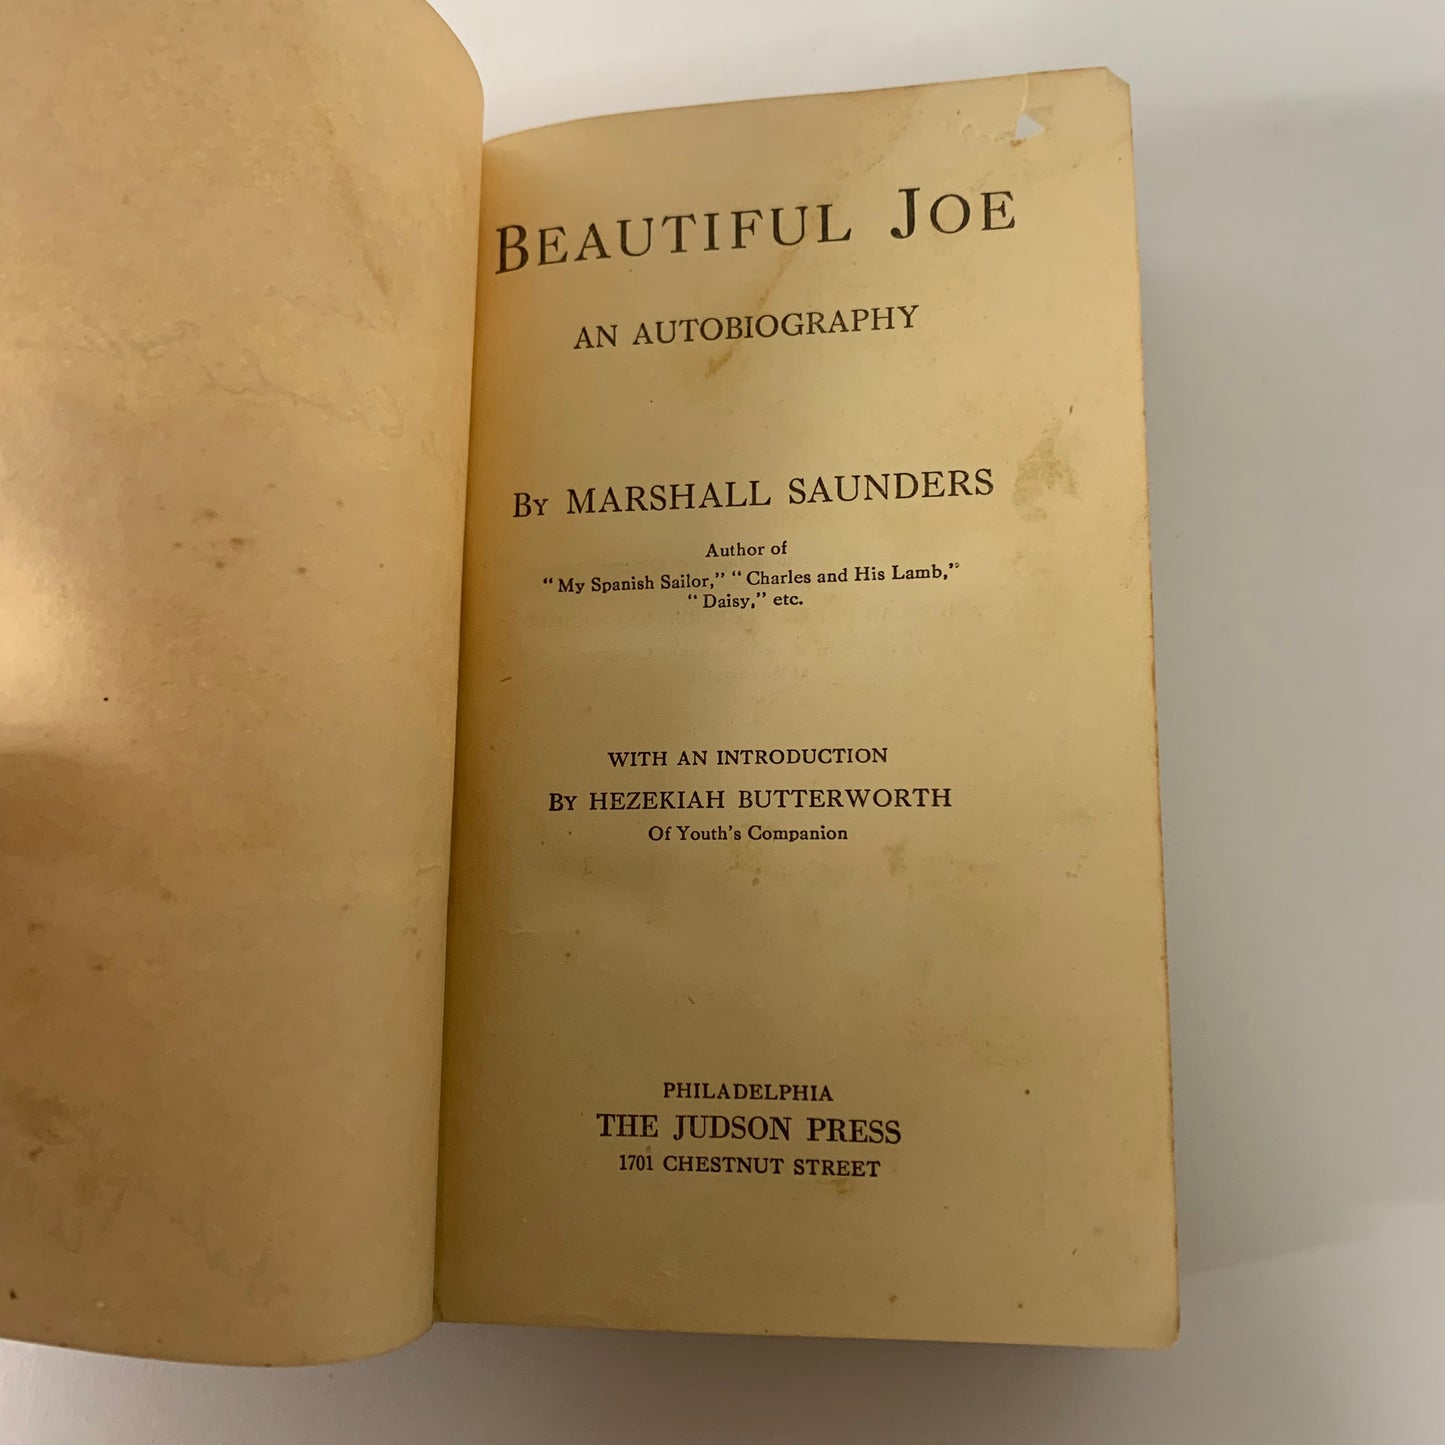 BEAUTIFUL JOE
AN AUTOBIOGRAPHY
BY MARSHALL SAUNDERS
Author of
“ My Spanish Sailor,” “ Charles and His Lamb,”
“ Daisy,” etc.
WITH AN INTRODUCTION
BY HEZEKIAH BUTTERWORTH
Of Youth's Companion
PHILADELPHIA
THE JUDSON PRESS
1701 CHESTNUT STREET